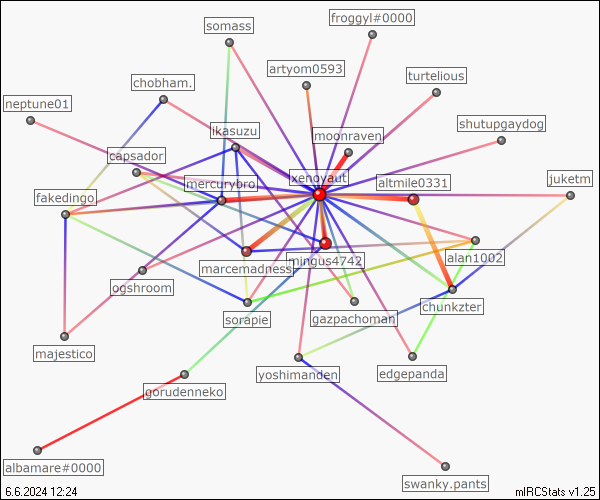 froggyl#0000
somass
artyom0593
turtelious
chobham.
neptune01
shutupgaydog
ikasuzu
moonraven
capsador
xenoyaut
altmile0331
mercurybro.
juketm
fakedingo.
alan1002
mingus4742
marcemadness
ogshroom
chunkzter
sorapie
gazpachoman
majestico
yoshimanden
edgepanda
gorudenneko
albamare#0000
swanky.pants
6.6.2024 12:24
mIRCStats v1.25